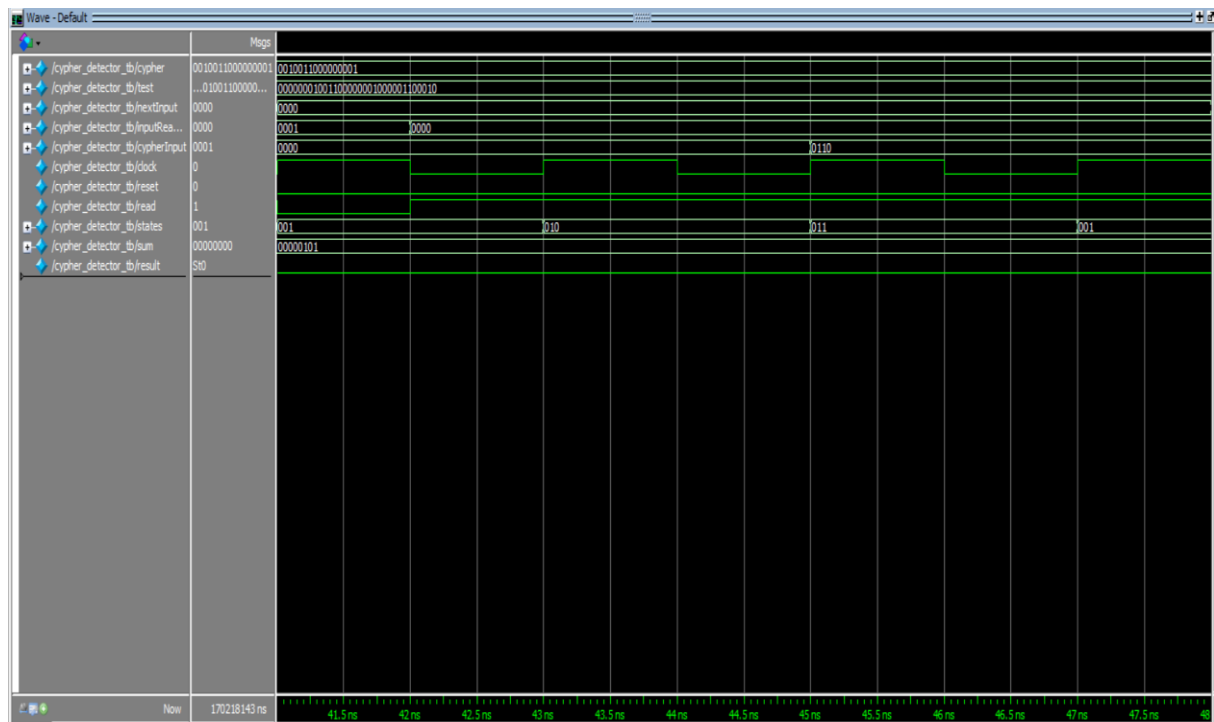 Wave - Default
Msgs
/cypher_detector_tb/cypher 0010011000000001 0010011000000001
/cypher_detector_tb/test ...01001100000... 00000001001100000001000001100010
/cypher_detector_tb/nextInput 0000 0000
/cypher_detector_tb/inputRea... 0000 0001 0000
/cypher_detector_tb/cypherInput 0001 0000 0110
/cypher_detector_tb/clock 0
/cypher_detector_tb/reset 0
/cypher_detector_tb/read 1
/cypher_detector_tb/states 001 001 010 011 001
/cypher_detector_tb/sum 00000000 00000101
/cypher_detector_tb/result St0
Now 170218143 ns 41.5 ns 42 ns 42.5 ns 43 ns 43.5 ns 44 ns 44.5 ns 45 ns 45.5 ns 46 ns 46.5 ns 47 ns 47.5 ns 48